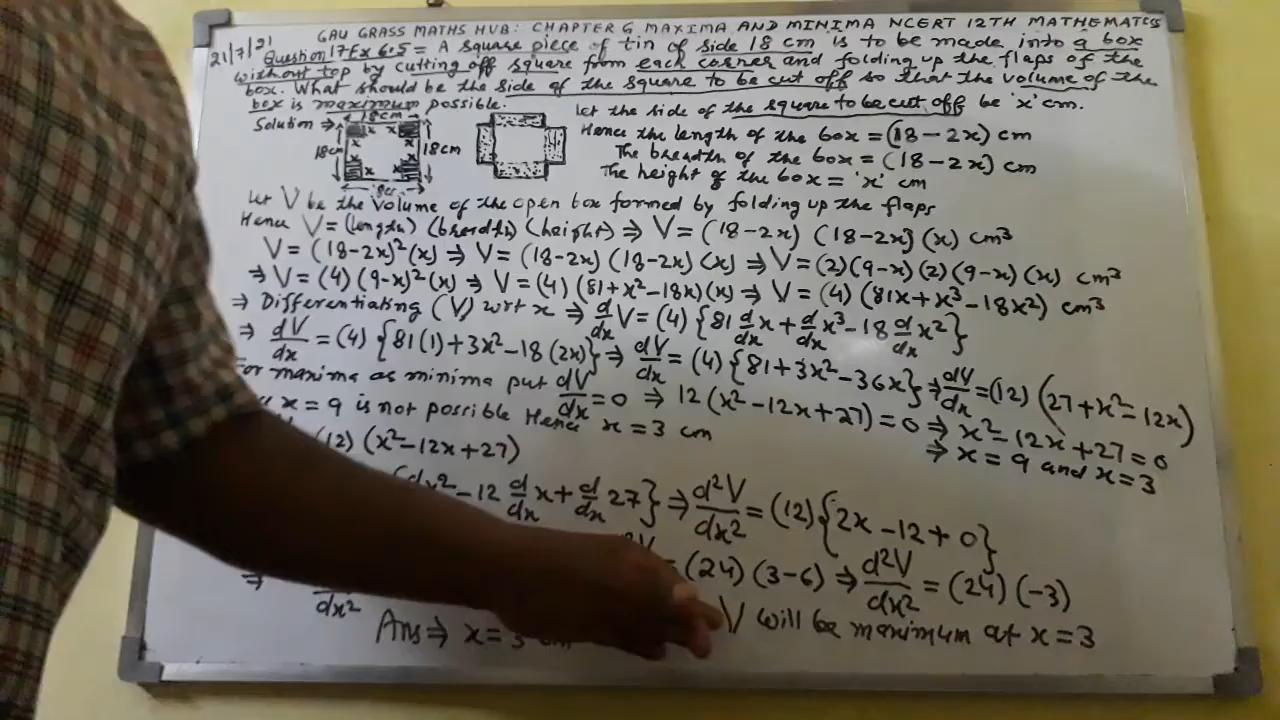 GAU GRASS MATHS HUB: CHAPTER 6 MAXIMA AND MINIMA NCERT 12TH MATHEMATICS
21/7/21 Question 17 Ex 6.5 = A square piece of tin of side 18 cm is to be made into a box
without top by cutting off square from each corner and folding up the flaps of the
box. What should be the side of the square to be cut off so that the volume of the
box is maximum possible.
Let the side of the square to be cut off be 'x' cm.
Solution ⇒
18cm
x x
x x
18cm
18cm
x x
x x
18cm
Hence the length of the box = (18-2x) cm
The breadth of the box = (18-2x) cm
The height of the box = 'x' cm
Let V be the volume of the open box formed by folding up the flaps
Hence V = (length) (breadth) (height) ⇒ V = (18-2x) (18-2x) (x) cm³
V = (18-2x)² (x) ⇒ V = (18-2x) (18-2x) (x) ⇒ V = (2)(9-x)(2)(9-x)(x) cm³
⇒ V = (4) (9-x)² (x) ⇒ V = (4) (81+x²-18x)(x) ⇒ V = (4) (81x+x³-18x²) cm³
⇒ Differentiating (V) wrt x ⇒ d/dx V = (4) {81 d/dx x + d/dx x³ - 18 d/dx x²}
⇒ dV/dx = (4) {81(1)+3x²-18(2x)} ⇒ dV/dx = (4) {81+3x²-36x} ⇒ dV/dx = (12) (27+x²-12x)
For maxima or minima put dV/dx = 0 ⇒ 12(x²-12x+27) = 0 ⇒ x²-12x+27 = 0
⇒ x = 9 and x = 3
x = 9 is not possible Hence x = 3 cm
(12) (x²-12x+27)
x² - 12 d/dx x + d/dx 27} ⇒ d²V/dx² = (12) {2x-12+0}
⇒ dx² = (24) (3-6) ⇒ d²V/dx² = (24) (-3)
V will be maximum at x = 3
Ans ⇒ x = 3 cm